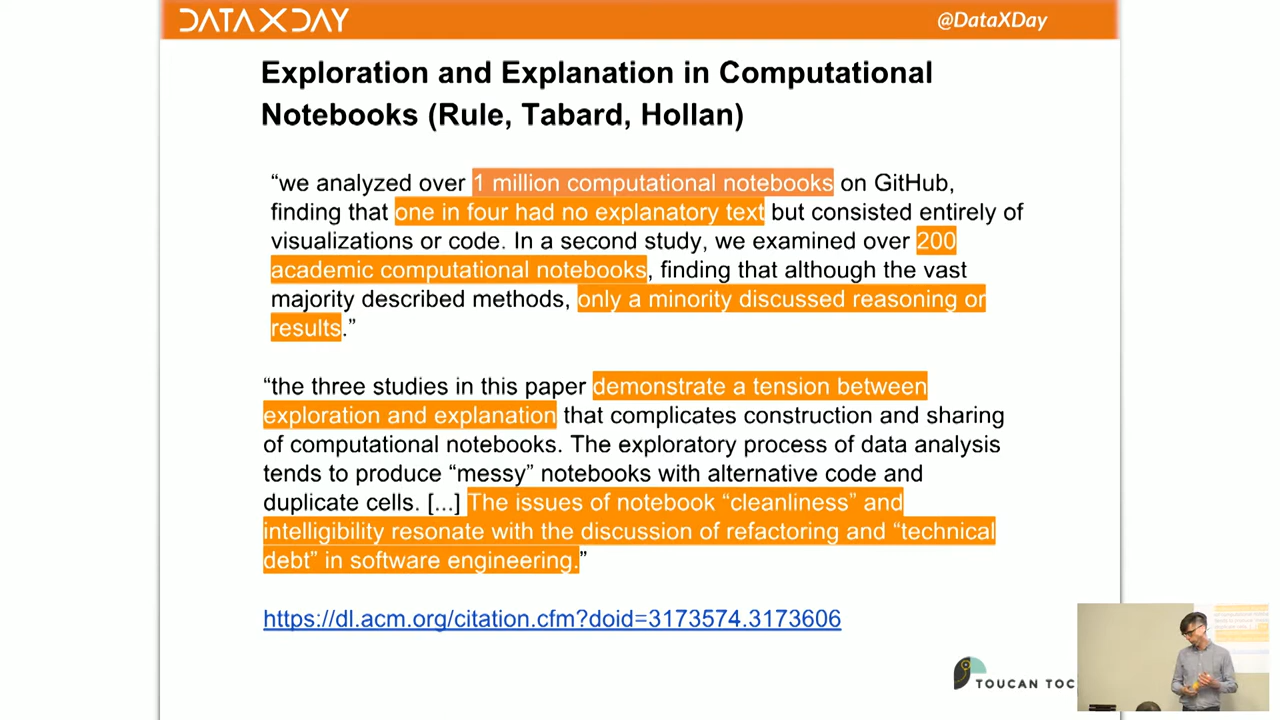 DATAXDAY
@DataXDay
Exploration and Explanation in Computational
Notebooks (Rule, Tabard, Hollan)
“we analyzed over 1 million computational notebooks on GitHub,
finding that one in four had no explanatory text but consisted entirely of
visualizations or code. In a second study, we examined over 200
academic computational notebooks, finding that although the vast
majority described methods, only a minority discussed reasoning or
results.”
“the three studies in this paper demonstrate a tension between
exploration and explanation that complicates construction and sharing
of computational notebooks. The exploratory process of data analysis
tends to produce “messy” notebooks with alternative code and
duplicate cells. [...] The issues of notebook “cleanliness” and
intelligibility resonate with the discussion of refactoring and “technical
debt” in software engineering.”
https://dl.acm.org/citation.cfm?doid=3173574.3173606
TOUCAN TOC